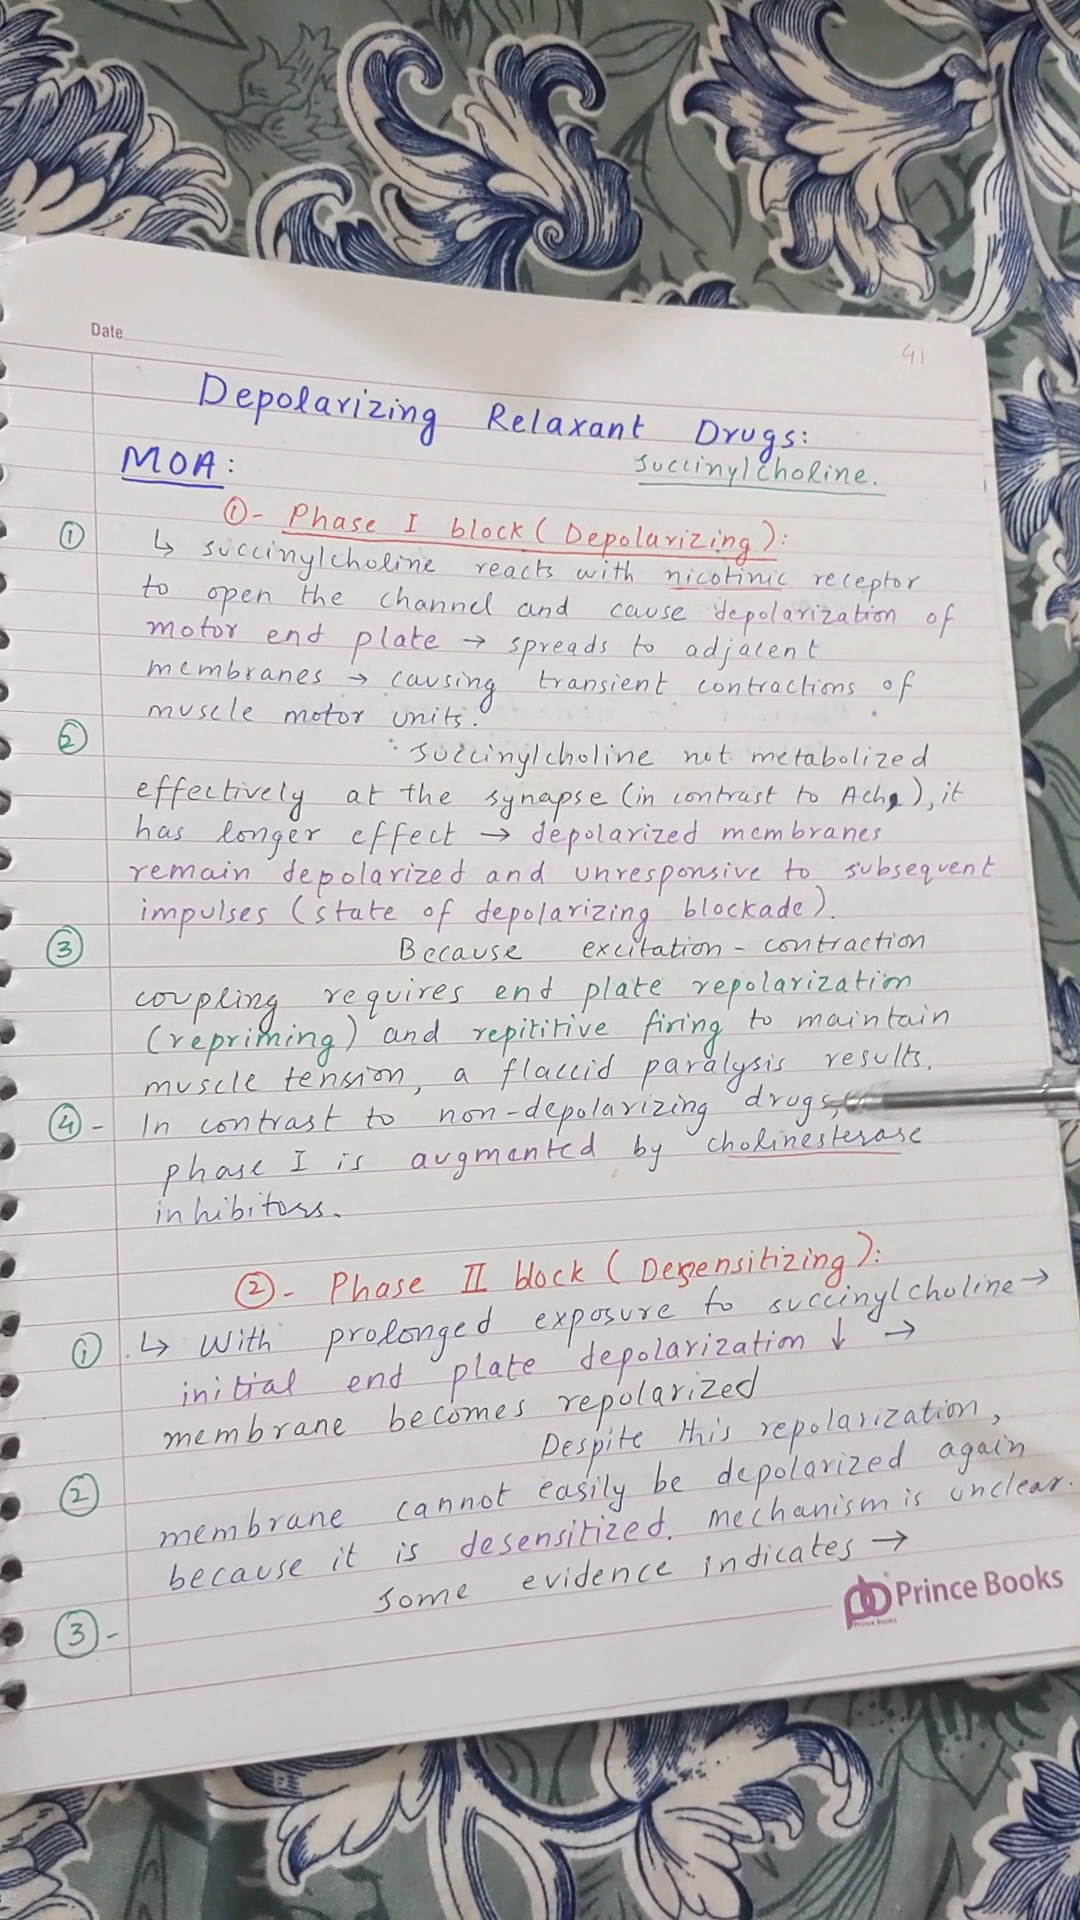 Date
41
Depolarizing Relaxant Drugs:
MOA:
succinylcholine.
①- Phase I block (Depolarizing):
① ↳ succinylcholine reacts with nicotinic receptor
to open the channel and cause depolarization of
motor end plate → spreads to adjacent
membranes → causing transient contractions of
muscle motor units.
② succinylcholine not metabolized
effectively at the synapse (in contrast to Ach), it
has longer effect → depolarized membranes
remain depolarized and unresponsive to subsequent
impulses (state of depolarizing blockade).
③ Because excitation - contraction
coupling requires end plate repolarization
(repriming) and repititive firing to maintain
muscle tension, a flaccid paralysis results.
④- In contrast to non-depolarizing drugs,
phase I is augmented by cholinesterase
inhibitors.
②- Phase II block (Desensitizing):
① ↳ With prolonged exposure to succinylcholine →
initial end plate depolarization ↓ →
membrane becomes repolarized
Despite this repolarization,
② membrane cannot easily be depolarized again
because it is desensitized. mechanism is unclear.
some evidence indicates →
③-
Prince Books
Prince Books